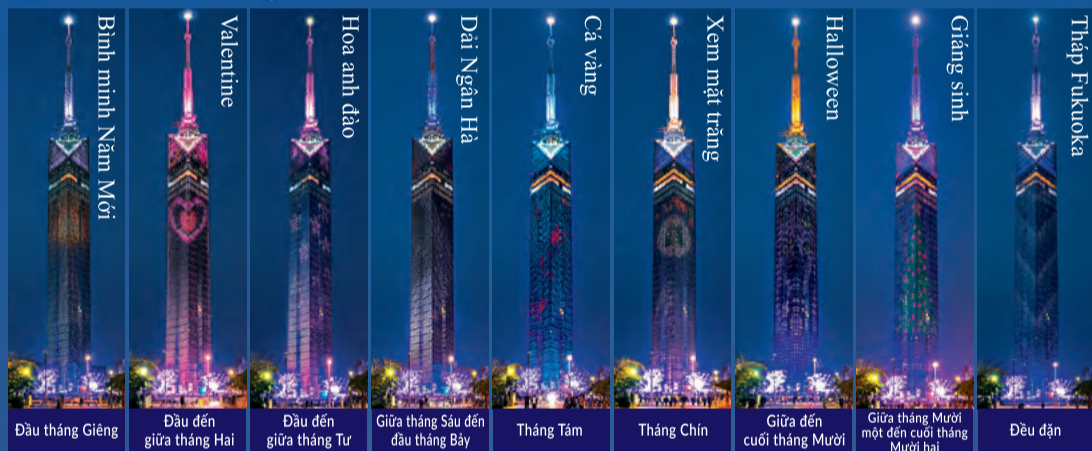 Bình minh Năm Mới
Valentine
Hoa anh đào
Dải Ngân Hà
Cá vàng
Xem mặt trăng
Halloween
Giáng sinh
Tháp Fukuoka
Đầu tháng Giêng
Đầu đến
giữa tháng Hai
Đầu đến
giữa tháng Tư
Giữa tháng Sáu đến
đầu tháng Bảy
Tháng Tám
Tháng Chín
Giữa đến
cuối tháng Mười
Giữa tháng Mười
một đến cuối tháng
Mười hai
Đều đặn